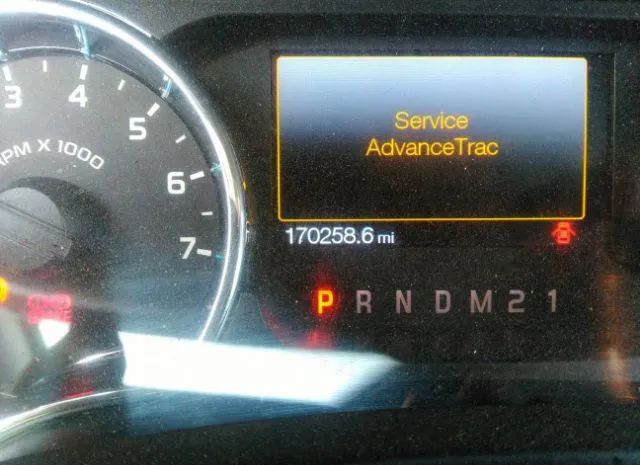 Service
AdvanceTrac
3
4
5
6
7
RPM X 1000
170258.6 mi
P R N D M 2 1